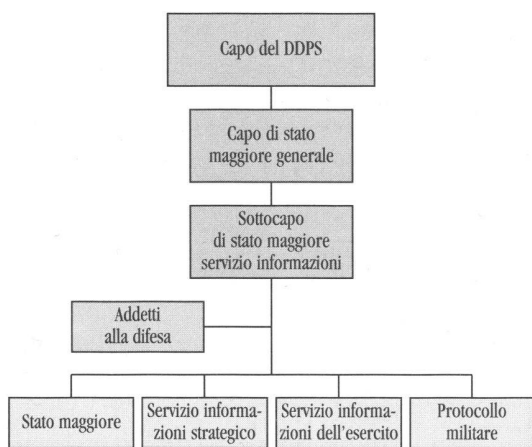 Capo del DDPS
Capo di stato
maggiore generale
Sottocapo
di stato maggiore
servizio informazioni
Addetti
alla difesa
Stato maggiore
Servizio informa-
zioni strategico
Servizio informa-
zioni dell'esercito
Protocollo
militare